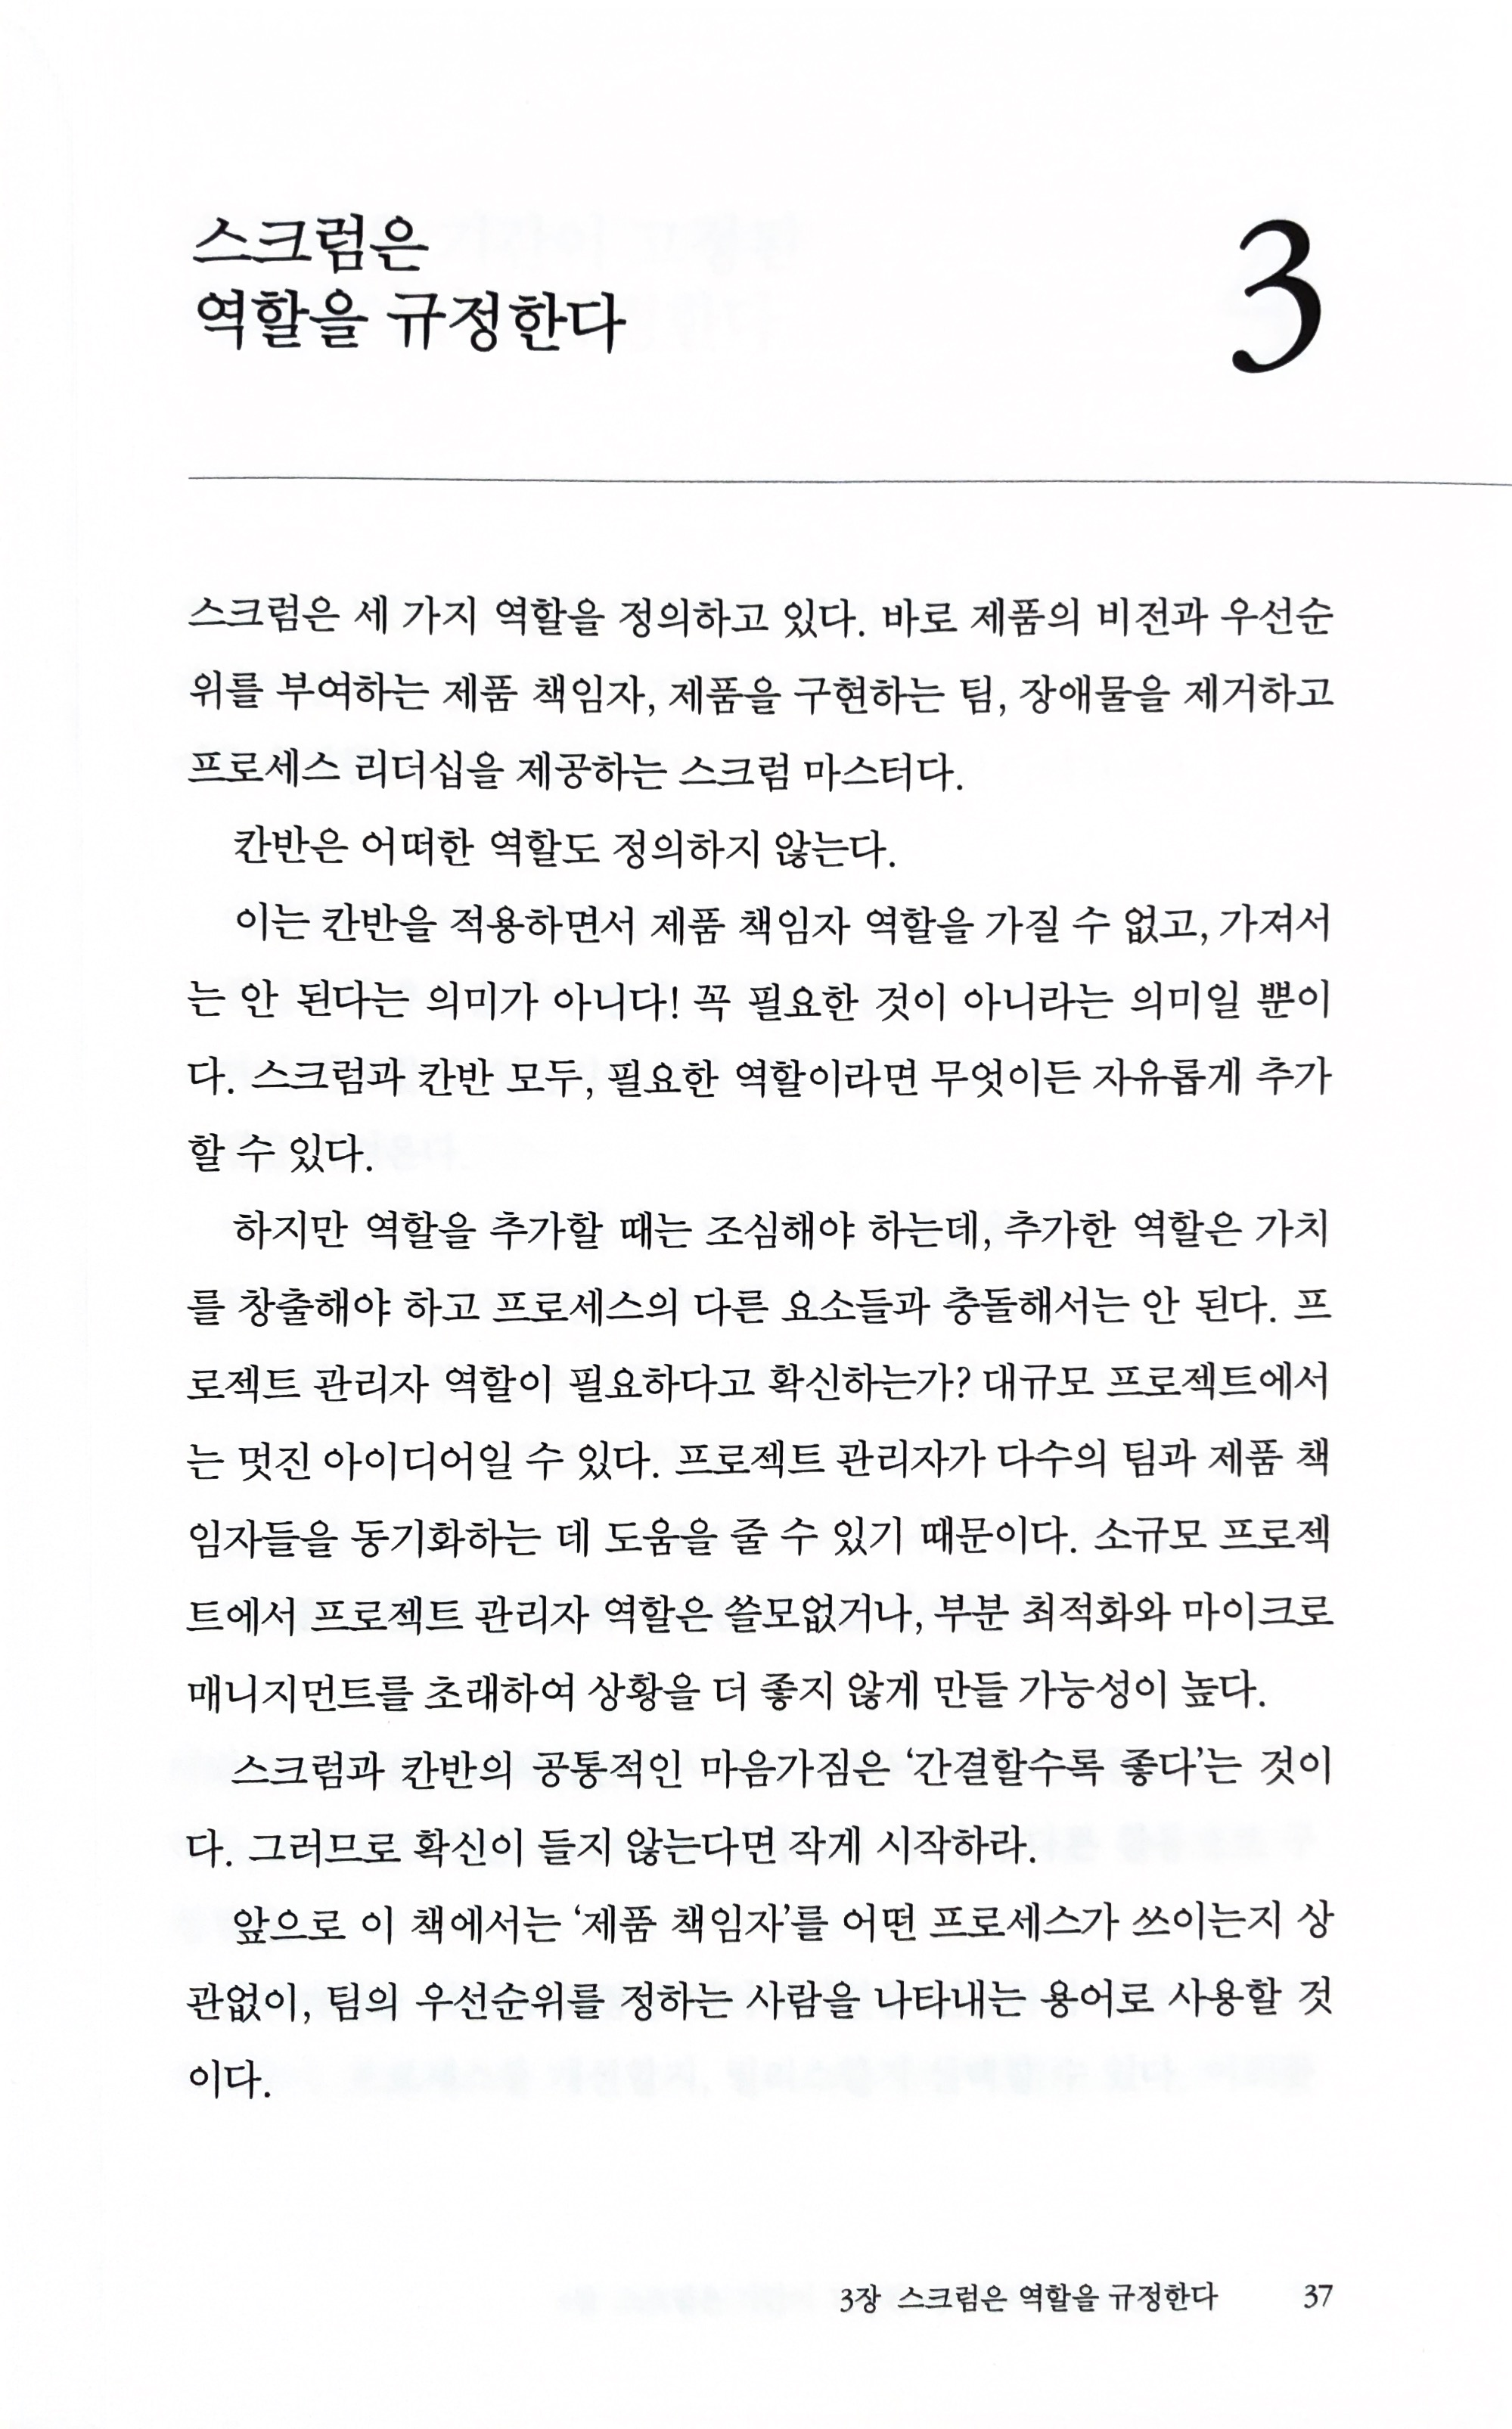 스크럼은
역할을 규정한다
3
스크럼은 세 가지 역할을 정의하고 있다. 바로 제품의 비전과 우선순
위를 부여하는 제품 책임자, 제품을 구현하는 팀, 장애물을 제거하고
프로세스 리더십을 제공하는 스크럼 마스터다.
칸반은 어떠한 역할도 정의하지 않는다.
이는 칸반을 적용하면서 제품 책임자 역할을 가질 수 없고, 가져서
는 안 된다는 의미가 아니다! 꼭 필요한 것이 아니라는 의미일 뿐이
다. 스크럼과 칸반 모두, 필요한 역할이라면 무엇이든 자유롭게 추가
할 수 있다.
하지만 역할을 추가할 때는 조심해야 하는데, 추가한 역할은 가치
를 창출해야 하고 프로세스의 다른 요소들과 충돌해서는 안 된다. 프
로젝트 관리자 역할이 필요하다고 확신하는가? 대규모 프로젝트에서
는 멋진 아이디어일 수 있다. 프로젝트 관리자가 다수의 팀과 제품 책
임자들을 동기화하는 데 도움을 줄 수 있기 때문이다. 소규모 프로젝
트에서 프로젝트 관리자 역할은 쓸모없거나, 부분 최적화와 마이크로
매니지먼트를 초래하여 상황을 더 좋지 않게 만들 가능성이 높다.
스크럼과 칸반의 공통적인 마음가짐은 ‘간결할수록 좋다’는 것이
다. 그러므로 확신이 들지 않는다면 작게 시작하라.
앞으로 이 책에서는 ‘제품 책임자’를 어떤 프로세스가 쓰이는지 상
관없이, 팀의 우선순위를 정하는 사람을 나타내는 용어로 사용할 것
이다.
3장 스크럼은 역할을 규정한다 37